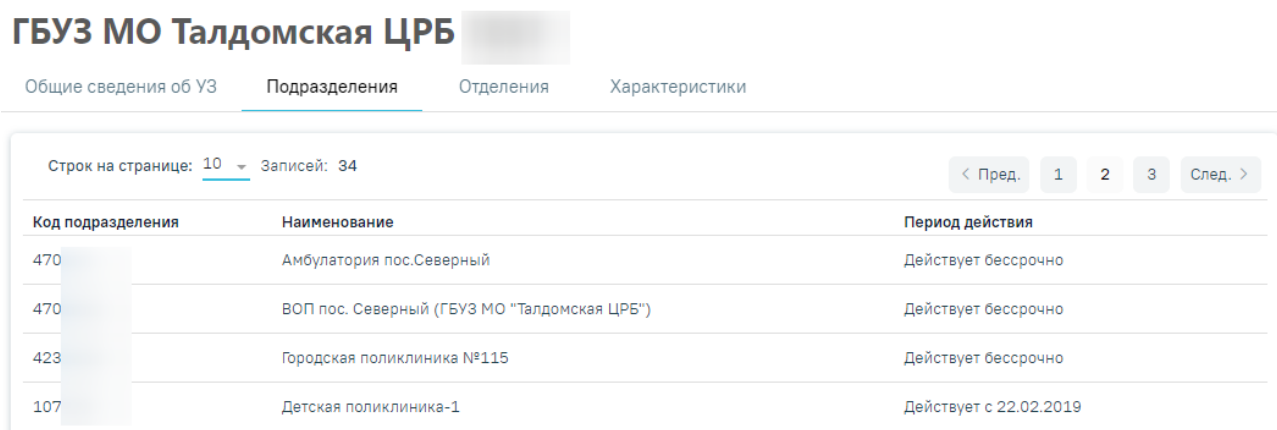 ГБУЗ МО Талдомская ЦРБ
Общие сведения об УЗ Подразделения Отделения Характеристики
Строк на странице: 10 Записей: 34 < Пред. 1 2 3 След. >
Код подразделения Наименование Период действия
470 Амбулатория пос.Северный Действует бессрочно
470 ВОП пос. Северный (ГБУЗ МО "Талдомская ЦРБ") Действует бессрочно
423 Городская поликлиника №115 Действует бессрочно
107 Детская поликлиника-1 Действует с 22.02.2019